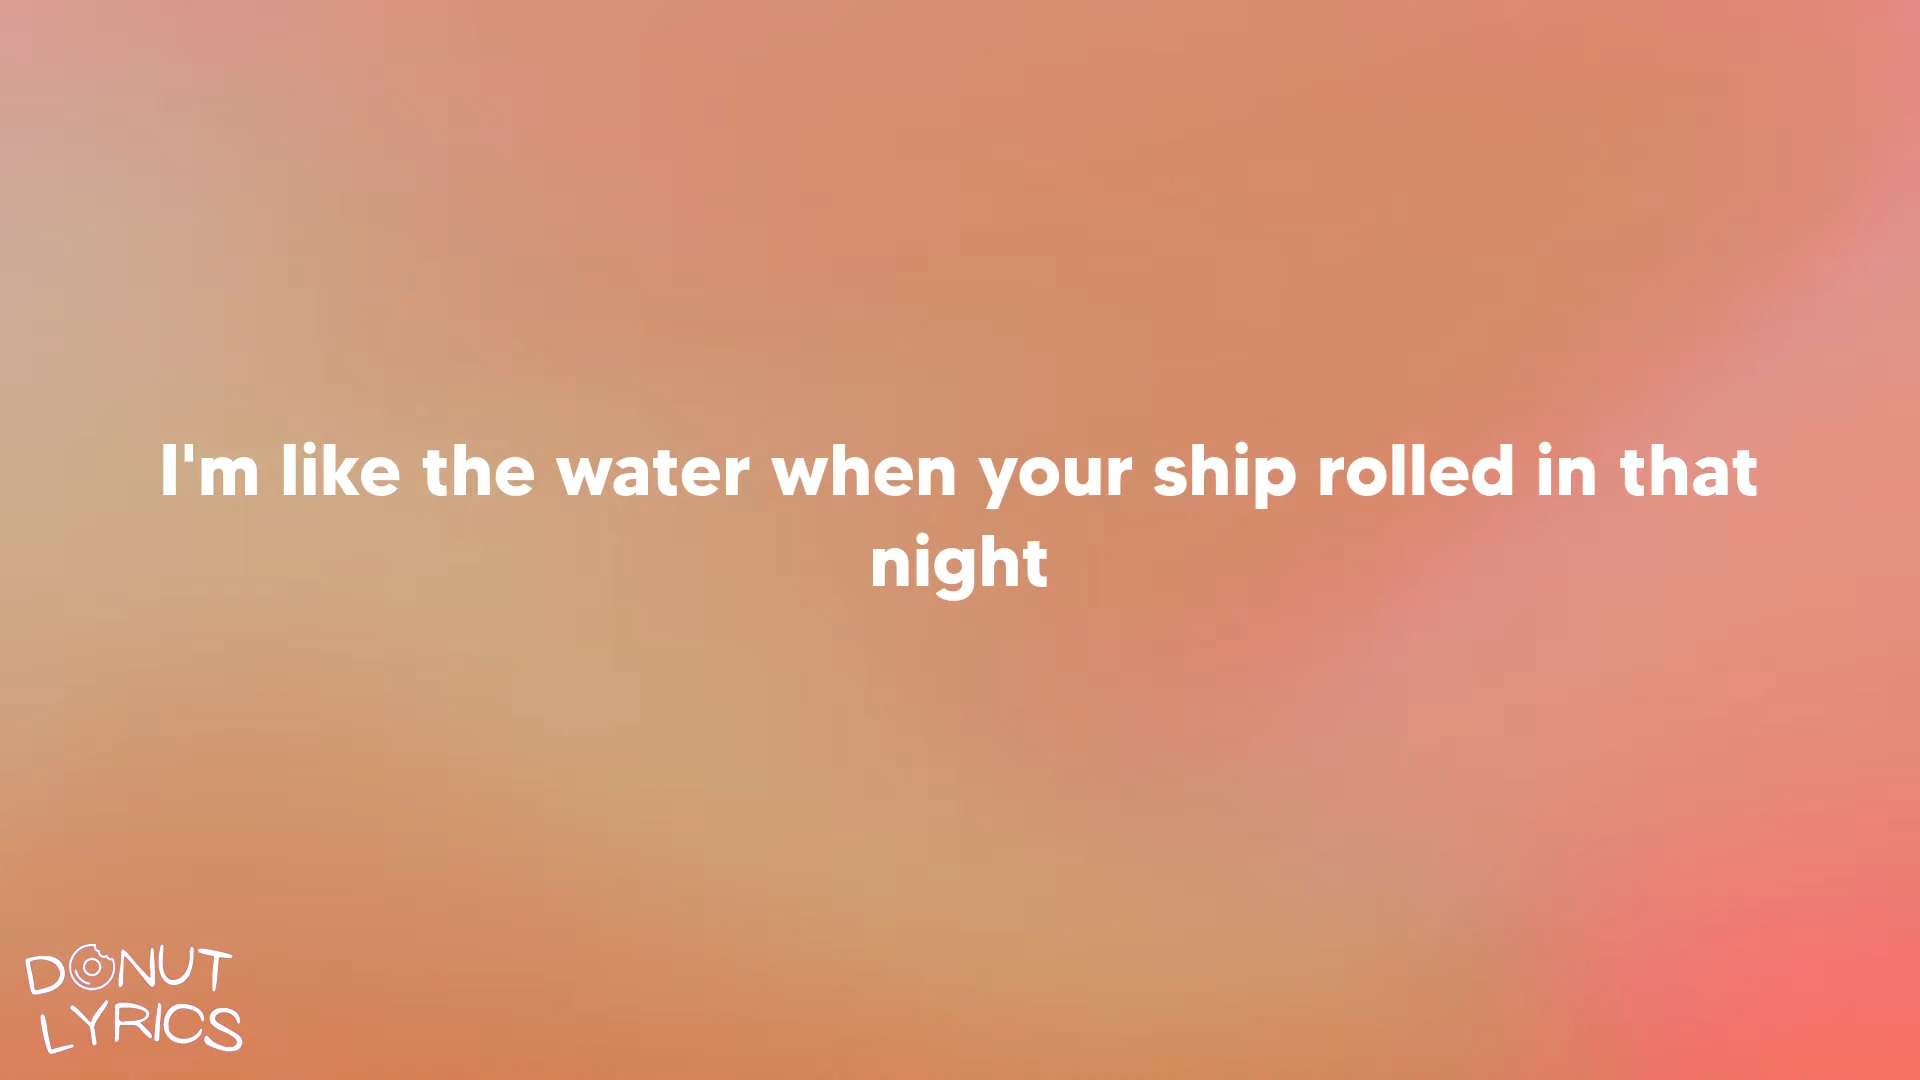 I'm like the water when your ship rolled in that
night
DONUT
LYRICS